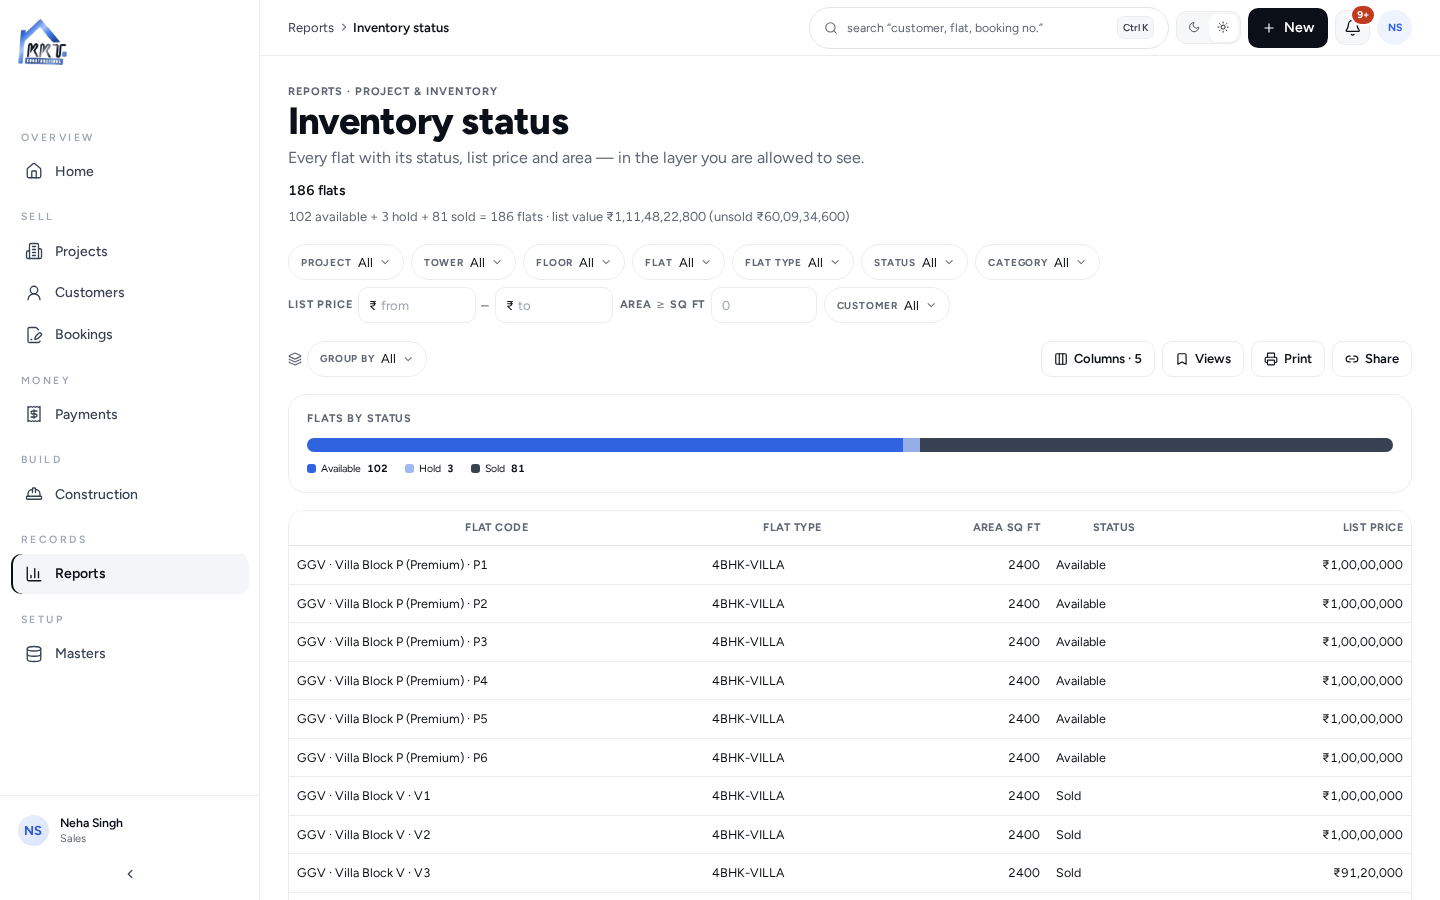 RRT
CONSTRUCTIONS
OVERVIEW
Home
SELL
Projects
Customers
Bookings
MONEY
Payments
BUILD
Construction
RECORDS
Reports
SETUP
Masters
NS Neha Singh
Sales
Reports › Inventory status
search “customer, flat, booking no.” Ctrl K
+ New
9+
NS
REPORTS · PROJECT & INVENTORY
Inventory status
Every flat with its status, list price and area — in the layer you are allowed to see.
186 flats
102 available + 3 hold + 81 sold = 186 flats · list value ₹1,11,48,22,800 (unsold ₹60,09,34,600)
PROJECT All TOWER All FLOOR All FLAT All FLAT TYPE All STATUS All CATEGORY All
LIST PRICE ₹ from – ₹ to AREA ≥ SQ FT 0 CUSTOMER All
GROUP BY All Columns · 5 Views Print Share
FLATS BY STATUS
Available 102 Hold 3 Sold 81
FLAT CODE FLAT TYPE AREA SQ FT STATUS LIST PRICE
GGV · Villa Block P (Premium) · P1 4BHK-VILLA 2400 Available ₹1,00,00,000
GGV · Villa Block P (Premium) · P2 4BHK-VILLA 2400 Available ₹1,00,00,000
GGV · Villa Block P (Premium) · P3 4BHK-VILLA 2400 Available ₹1,00,00,000
GGV · Villa Block P (Premium) · P4 4BHK-VILLA 2400 Available ₹1,00,00,000
GGV · Villa Block P (Premium) · P5 4BHK-VILLA 2400 Available ₹1,00,00,000
GGV · Villa Block P (Premium) · P6 4BHK-VILLA 2400 Available ₹1,00,00,000
GGV · Villa Block V · V1 4BHK-VILLA 2400 Sold ₹1,00,00,000
GGV · Villa Block V · V2 4BHK-VILLA 2400 Sold ₹1,00,00,000
GGV · Villa Block V · V3 4BHK-VILLA 2400 Sold ₹91,20,000